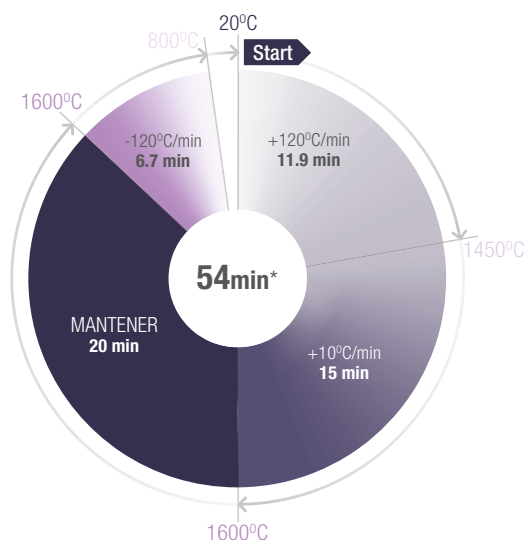 20⁰C
Start
800⁰C
1600⁰C
-120⁰C/min
6.7 min
+120⁰C/min
11.9 min
1450⁰C
54min*
MANTENER
20 min
+10⁰C/min
15 min
1600⁰C